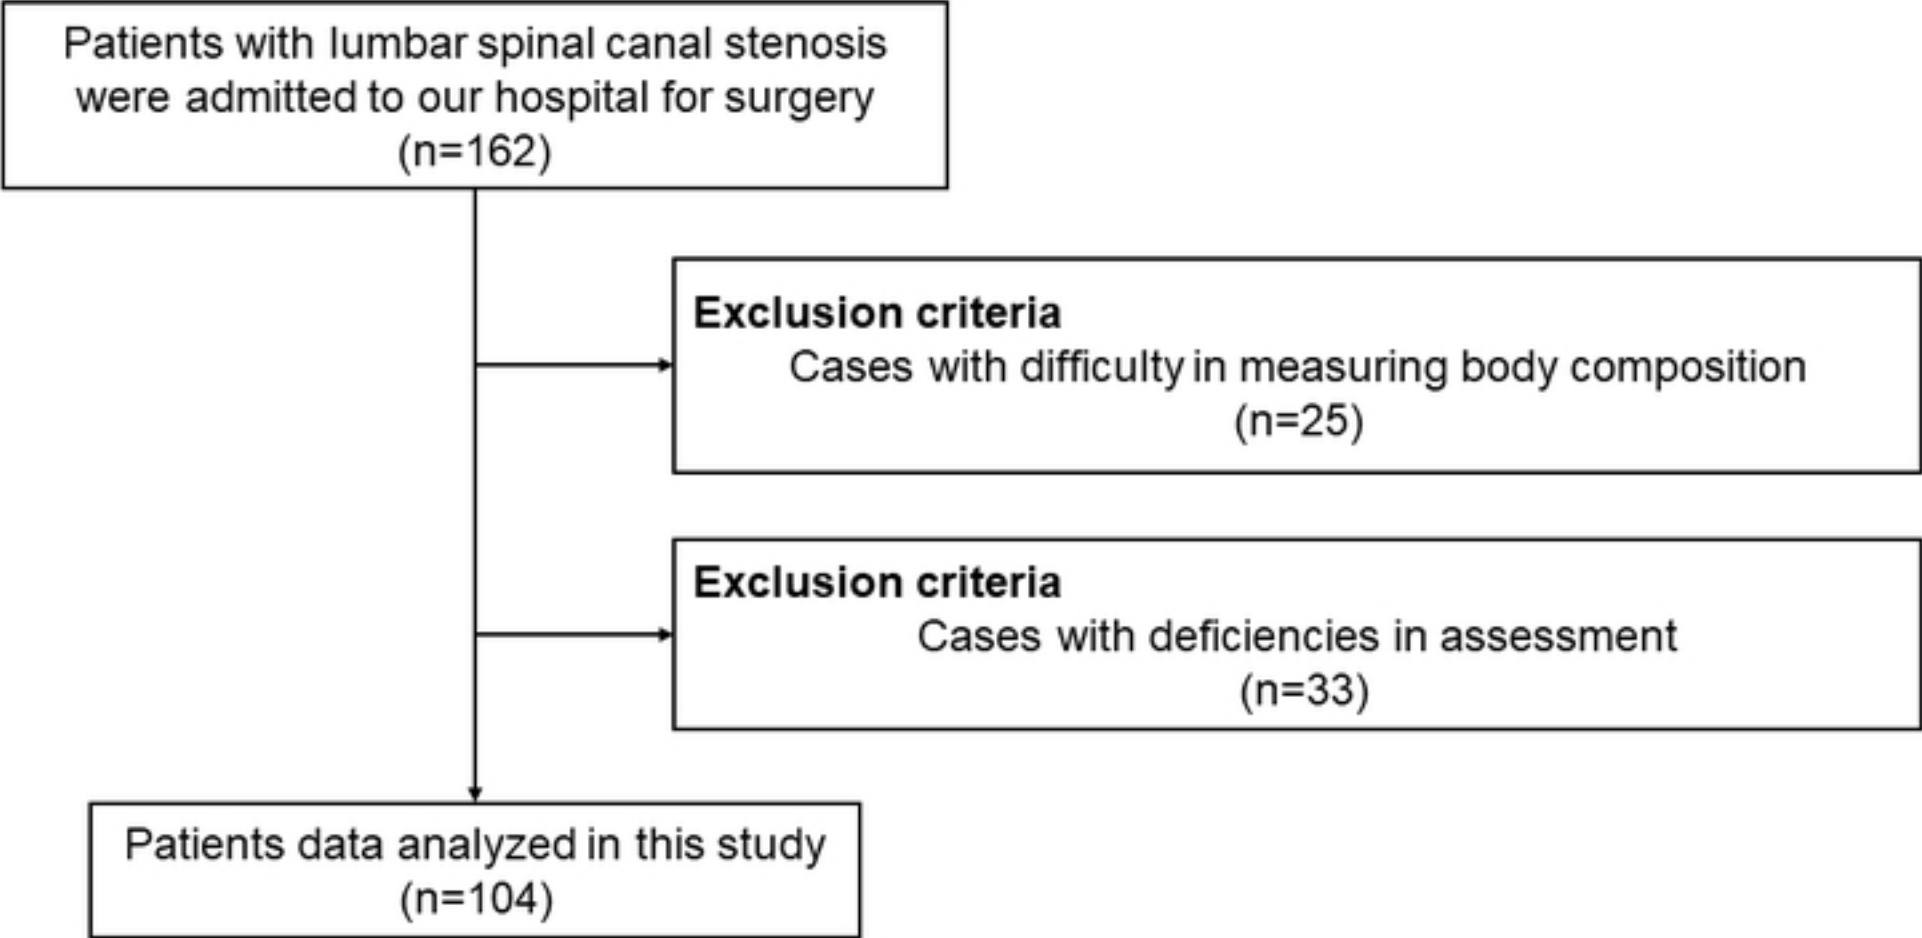 Patients with lumbar spinal canal stenosis
were admitted to our hospital for surgery
(n=162)
Exclusion criteria
Cases with difficulty in measuring body composition
(n=25)
Exclusion criteria
Cases with deficiencies in assessment
(n=33)
Patients data analyzed in this study
(n=104)